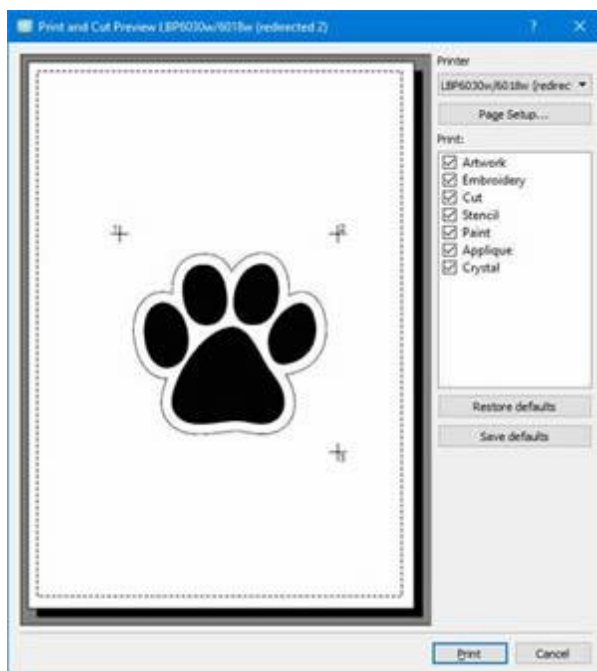 Print and Cut Preview LBP6030w/6018w (redirected 2)
?
Printer
LBP6030w/6018w (redirec
Page Setup...
Print:
Artwork
Embroidery
Cut
Stencil
Paint
Applique
Crystal
Restore defaults
Save defaults
Print
Cancel